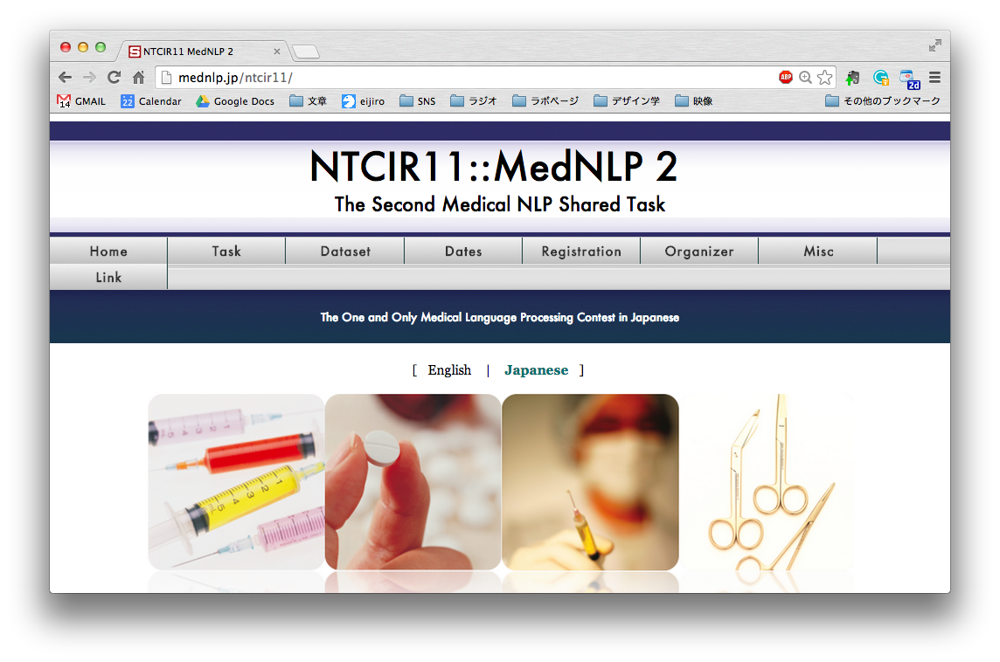 NTCIR11 MedNLP 2
mednlp.jp/ntcir11/
ABP
2d
14 GMAIL 22 Calendar Google Docs 文章 eijiro SNS ラジオ ラボページ デザイン学 映像 その他のブックマーク
NTCIR11::MedNLP 2
The Second Medical NLP Shared Task
Home Task Dataset Dates Registration Organizer Misc
Link
The One and Only Medical Language Processing Contest in Japanese
[ English | Japanese ]